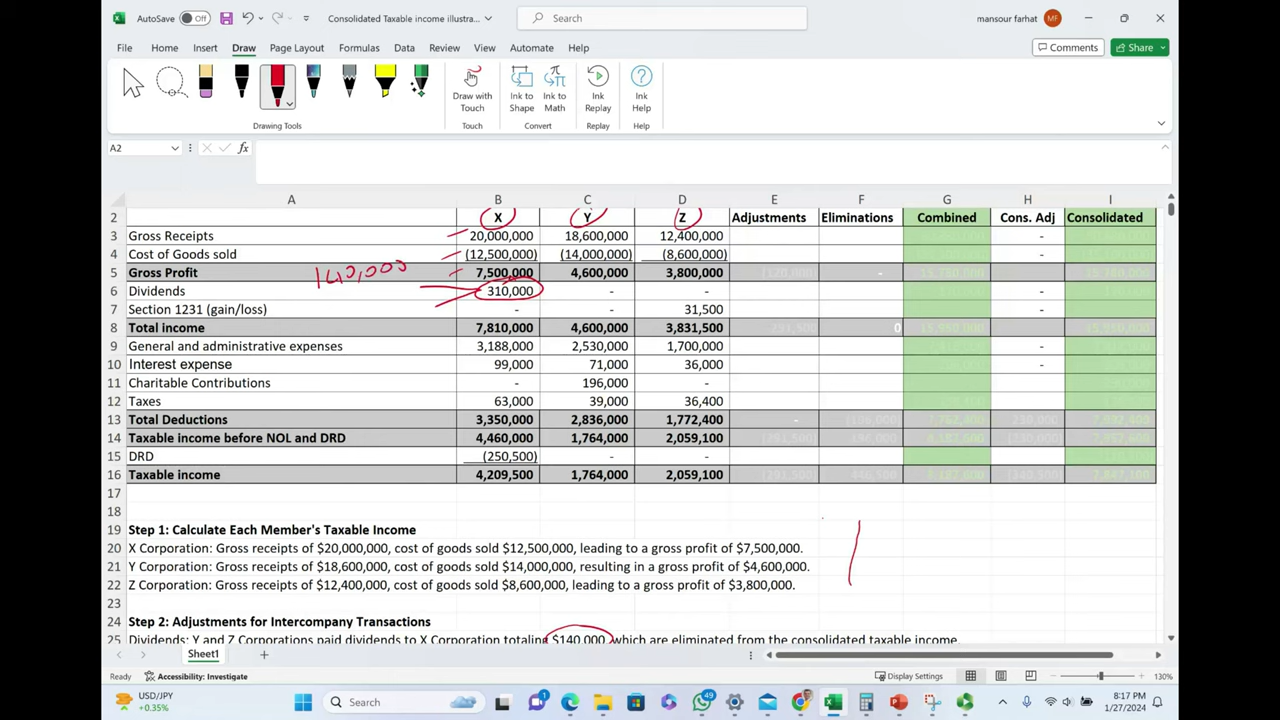 AutoSave Off Consolidated Taxable income illustra... Search mansour farhat MF
File Home Insert Draw Page Layout Formulas Data Review View Automate Help Comments Share
Draw with Touch Ink to Shape Ink to Math Ink Replay Ink Help
Drawing Tools Touch Convert Replay Help
A2 fx
A B C D E F G H I
2 X Y Z Adjustments Eliminations Combined Cons. Adj Consolidated
3 Gross Receipts 20,000,000 18,600,000 12,400,000 -
4 Cost of Goods sold (12,500,000) (14,000,000) (8,600,000) -
140,000
5 Gross Profit 7,500,000 4,600,000 3,800,000 -
6 Dividends 310,000 - -
7 Section 1231 (gain/loss) - - 31,500 -
8 Total income 7,810,000 4,600,000 3,831,500 0
9 General and administrative expenses 3,188,000 2,530,000 1,700,000 -
10 Interest expense 99,000 71,000 36,000 -
11 Charitable Contributions - 196,000 -
12 Taxes 63,000 39,000 36,400
13 Total Deductions 3,350,000 2,836,000 1,772,400 -
14 Taxable income before NOL and DRD 4,460,000 1,764,000 2,059,100
15 DRD (250,500) - -
16 Taxable income 4,209,500 1,764,000 2,059,100
17
18
19 Step 1: Calculate Each Member's Taxable Income
20 X Corporation: Gross receipts of $20,000,000, cost of goods sold $12,500,000, leading to a gross profit of $7,500,000.
21 Y Corporation: Gross receipts of $18,600,000, cost of goods sold $14,000,000, resulting in a gross profit of $4,600,000.
22 Z Corporation: Gross receipts of $12,400,000, cost of goods sold $8,600,000, leading to a gross profit of $3,800,000.
23
24 Step 2: Adjustments for Intercompany Transactions
25 Dividends: Y and Z Corporations paid dividends to X Corporation totaling $140,000, which are eliminated from the consolidated taxable income.
Sheet1
Ready Accessibility: Investigate Display Settings 130%
USD/JPY +0.35% Search 1 49 8:17 PM 1/27/2024